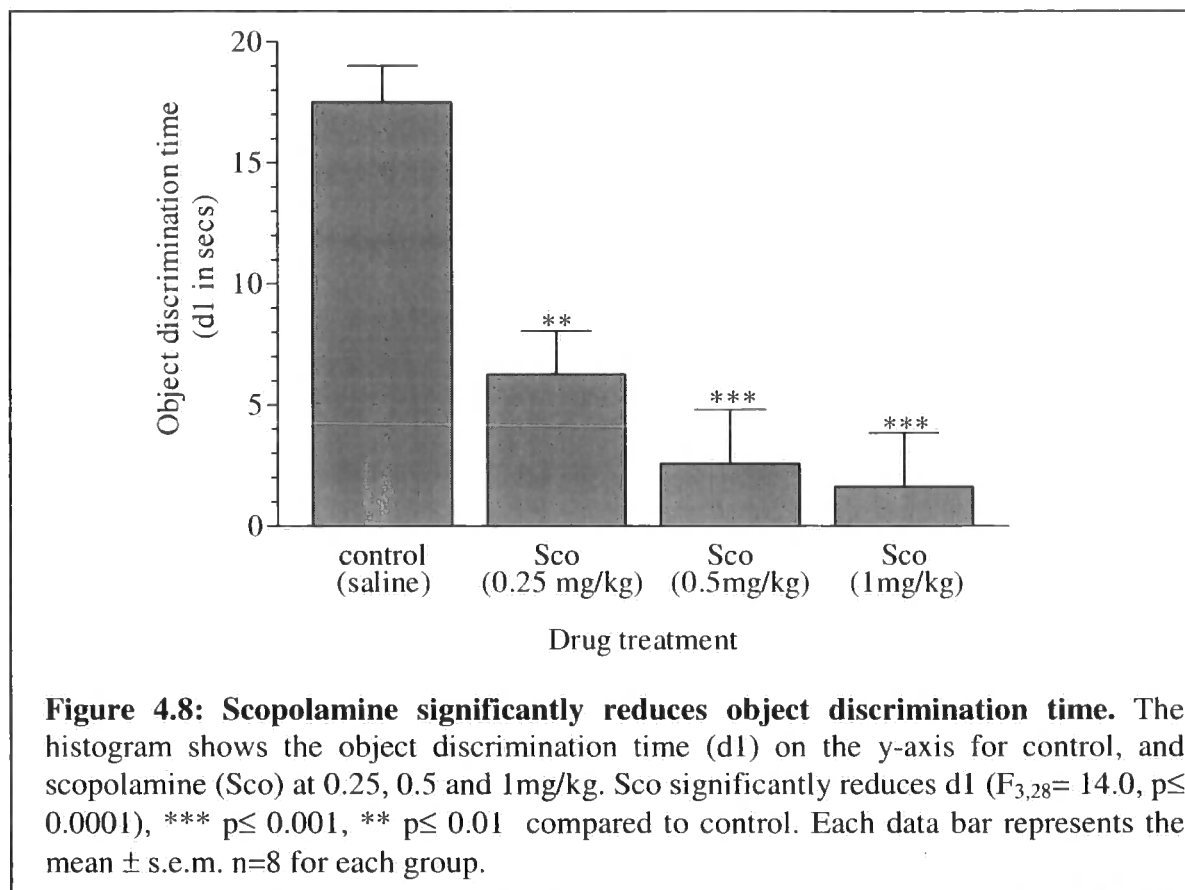 20
15
10
5
0
Object discrimination time
(d1 in secs)
**
***
***
control
(saline)
Sco
(0.25 mg/kg)
Sco
(0.5mg/kg)
Sco
(1mg/kg)
Drug treatment
Figure 4.8: Scopolamine significantly reduces object discrimination time. The
histogram shows the object discrimination time (d1) on the y-axis for control, and
scopolamine (Sco) at 0.25, 0.5 and 1mg/kg. Sco significantly reduces d1 (F3,28= 14.0, p≤
0.0001), *** p≤ 0.001, ** p≤ 0.01 compared to control. Each data bar represents the
mean ± s.e.m. n=8 for each group.